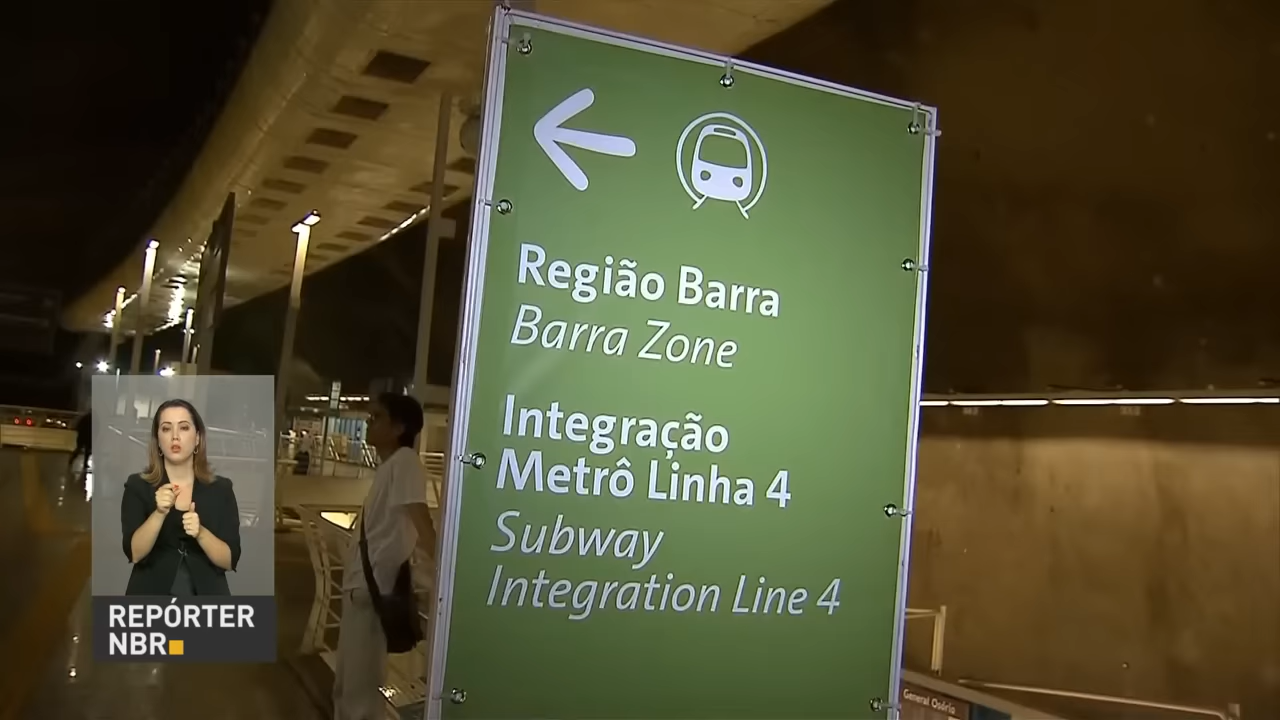 Região Barra
Barra Zone
Integração
Metrô Linha 4
Subway
Integration Line 4
REPÓRTER
NBR
General Osório